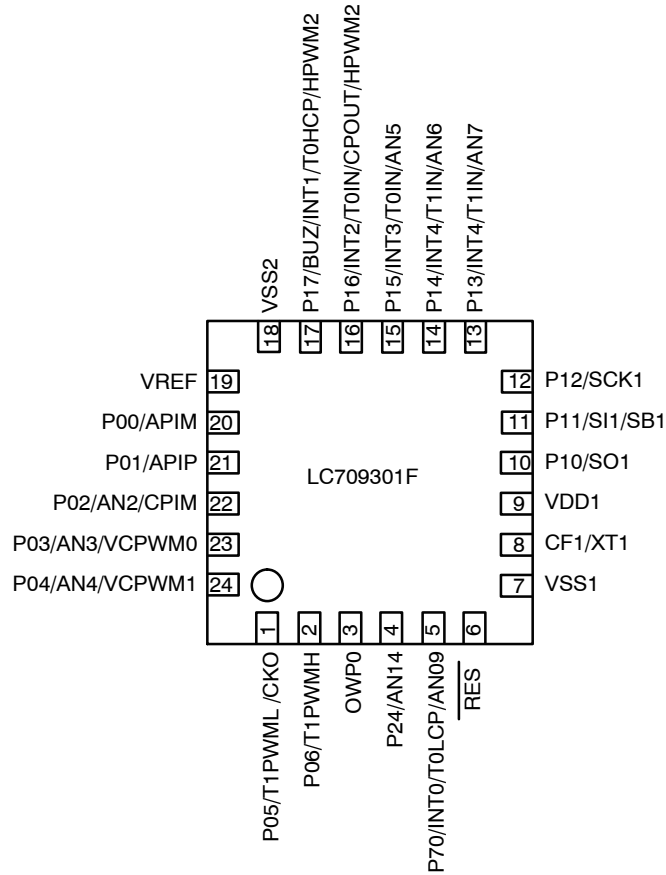 P17/BUZ/INT1/T0HCP/HPWM2
P16/INT2/T0IN/CPOUT/HPWM2
P15/INT3/T0IN/AN5
P14/INT4/T1IN/AN6
P13/INT4/T1IN/AN7
VSS2
18
17
16
15
14
13
VREF 19
P00/APIM 20
P01/APIP 21
P02/AN2/CPIM 22
P03/AN3/VCPWM0 23
P04/AN4/VCPWM1 24
LC709301F
12 P12/SCK1
11 P11/SI1/SB1
10 P10/SO1
9 VDD1
8 CF1/XT1
7 VSS1
1
2
3
4
5
6
P05/T1PWML /CKO
P06/T1PWMH
OWP0
P24/AN14
P70/INT0/T0LCP/AN09
RES